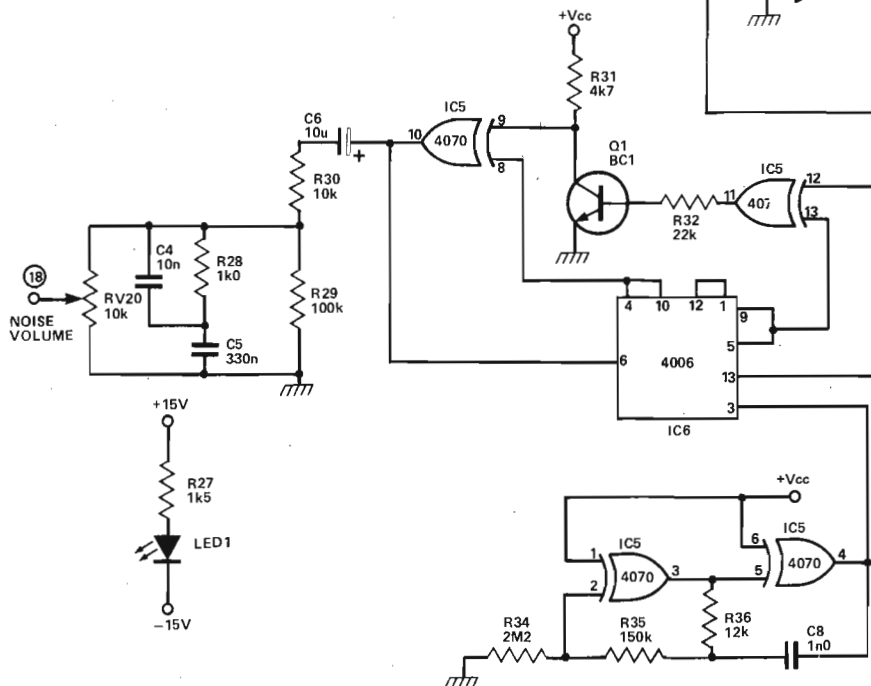 +Vcc
R31
4k7
C6
10u
+
10
IC5
4070
9
8
Q1
BC1
IC5
11
407
12
13
R32
22k
R30
10k
C4
10n
R28
1k0
R29
100k
18
NOISE
VOLUME
RV20
10k
C5
330n
4
10
12
1
9
5
6
4006
13
3
IC6
+15V
R27
1k5
LED1
−15V
+Vcc
IC5
1
2
4070
3
IC5
6
5
4070
4
R34
2M2
R35
150k
R36
12k
C8
1n0